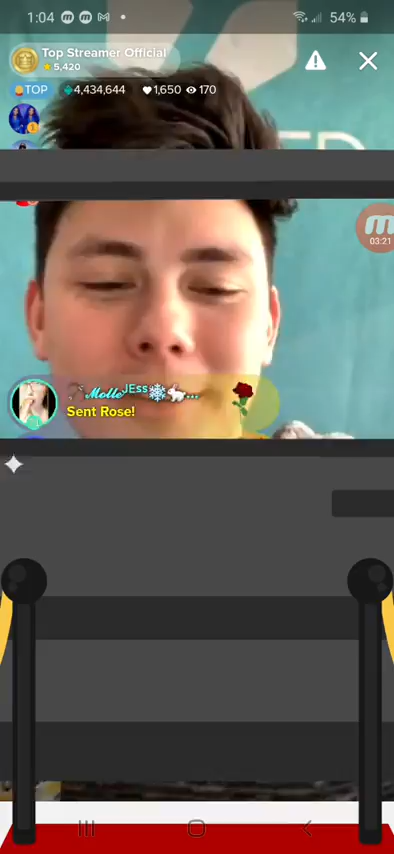 1:04
54%
Top Streamer Official
5,420
TOP
4,434,644
1,650
170
03:21
Molle JEss❄🐇...
Sent Rose!